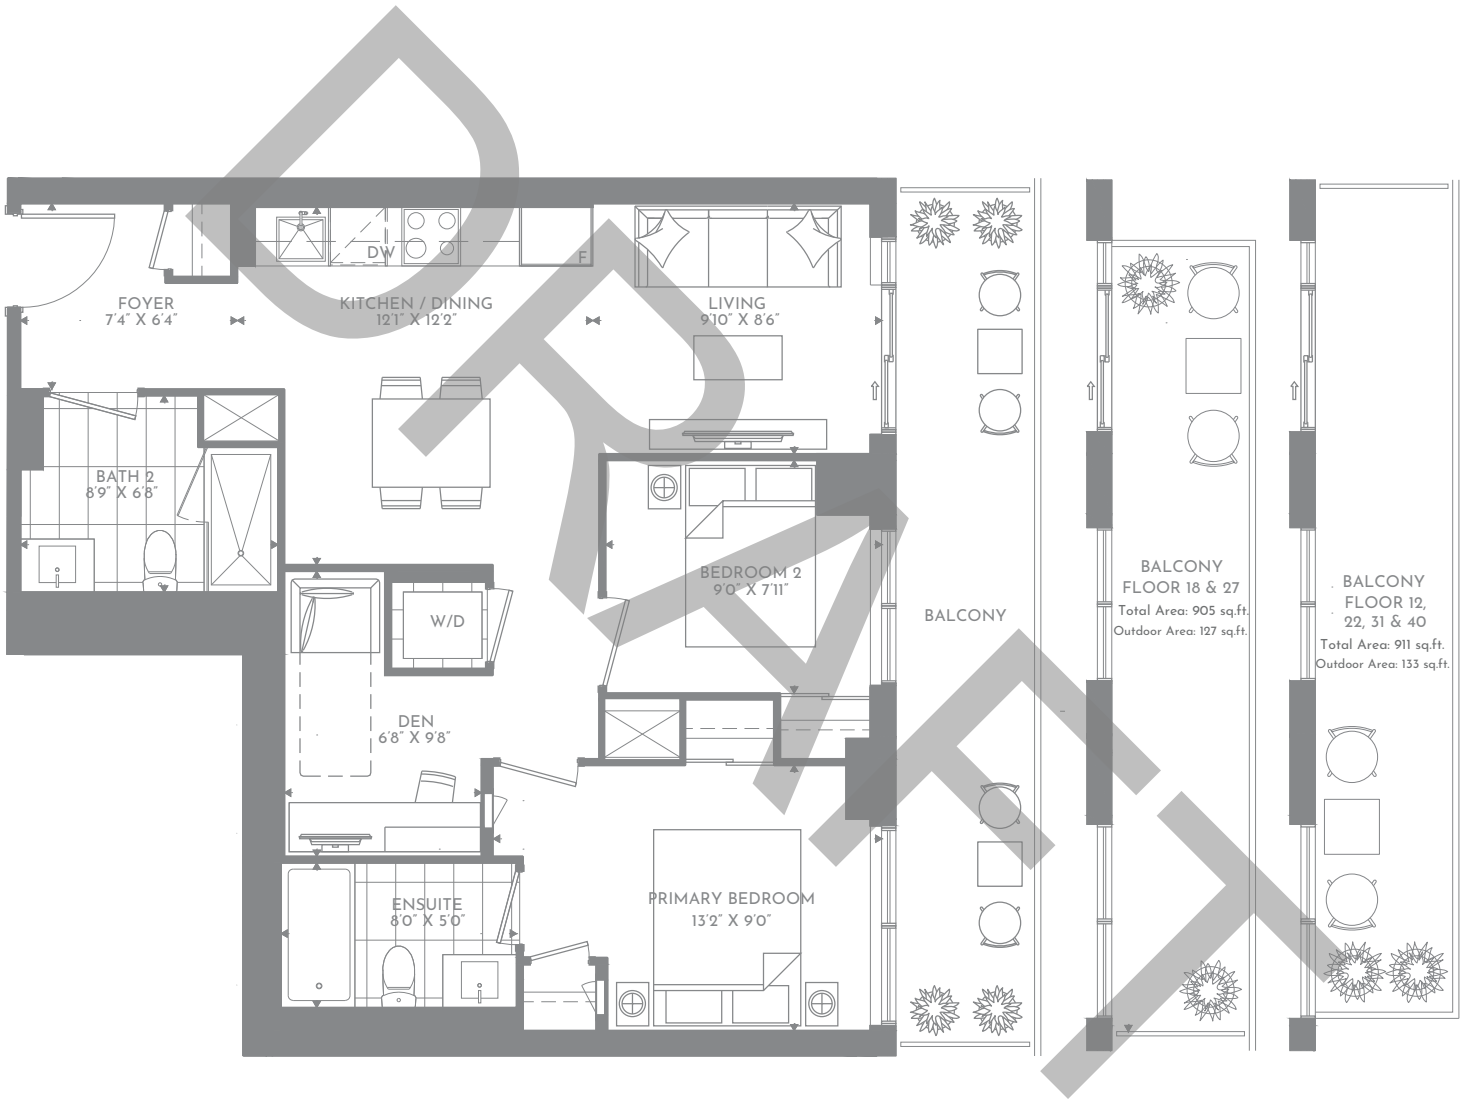 DRAFT
DW
F
FOYER
7'4" X 6'4"
KITCHEN / DINING
12'1" X 12'2"
LIVING
9'10" X 8'6"
BATH 2
8'9" X 6'8"
BEDROOM 2
9'0" X 7'11"
W/D
DEN
6'8" X 9'8"
ENSUITE
8'0" X 5'0"
PRIMARY BEDROOM
13'2" X 9'0"
BALCONY
BALCONY
FLOOR 18 & 27
Total Area: 905 sq.ft.
Outdoor Area: 127 sq.ft.
BALCONY
FLOOR 12,
22, 31 & 40
Total Area: 911 sq.ft.
Outdoor Area: 133 sq.ft.